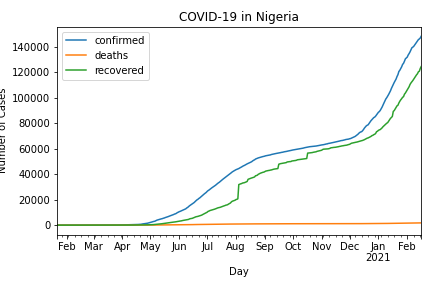 COVID-19 in Nigeria
confirmed
deaths
recovered
140000
120000
100000
80000
60000
40000
20000
0
Number of Cases
Feb Mar Apr May Jun Jul Aug Sep Oct Nov Dec Jan Feb
2021
Day